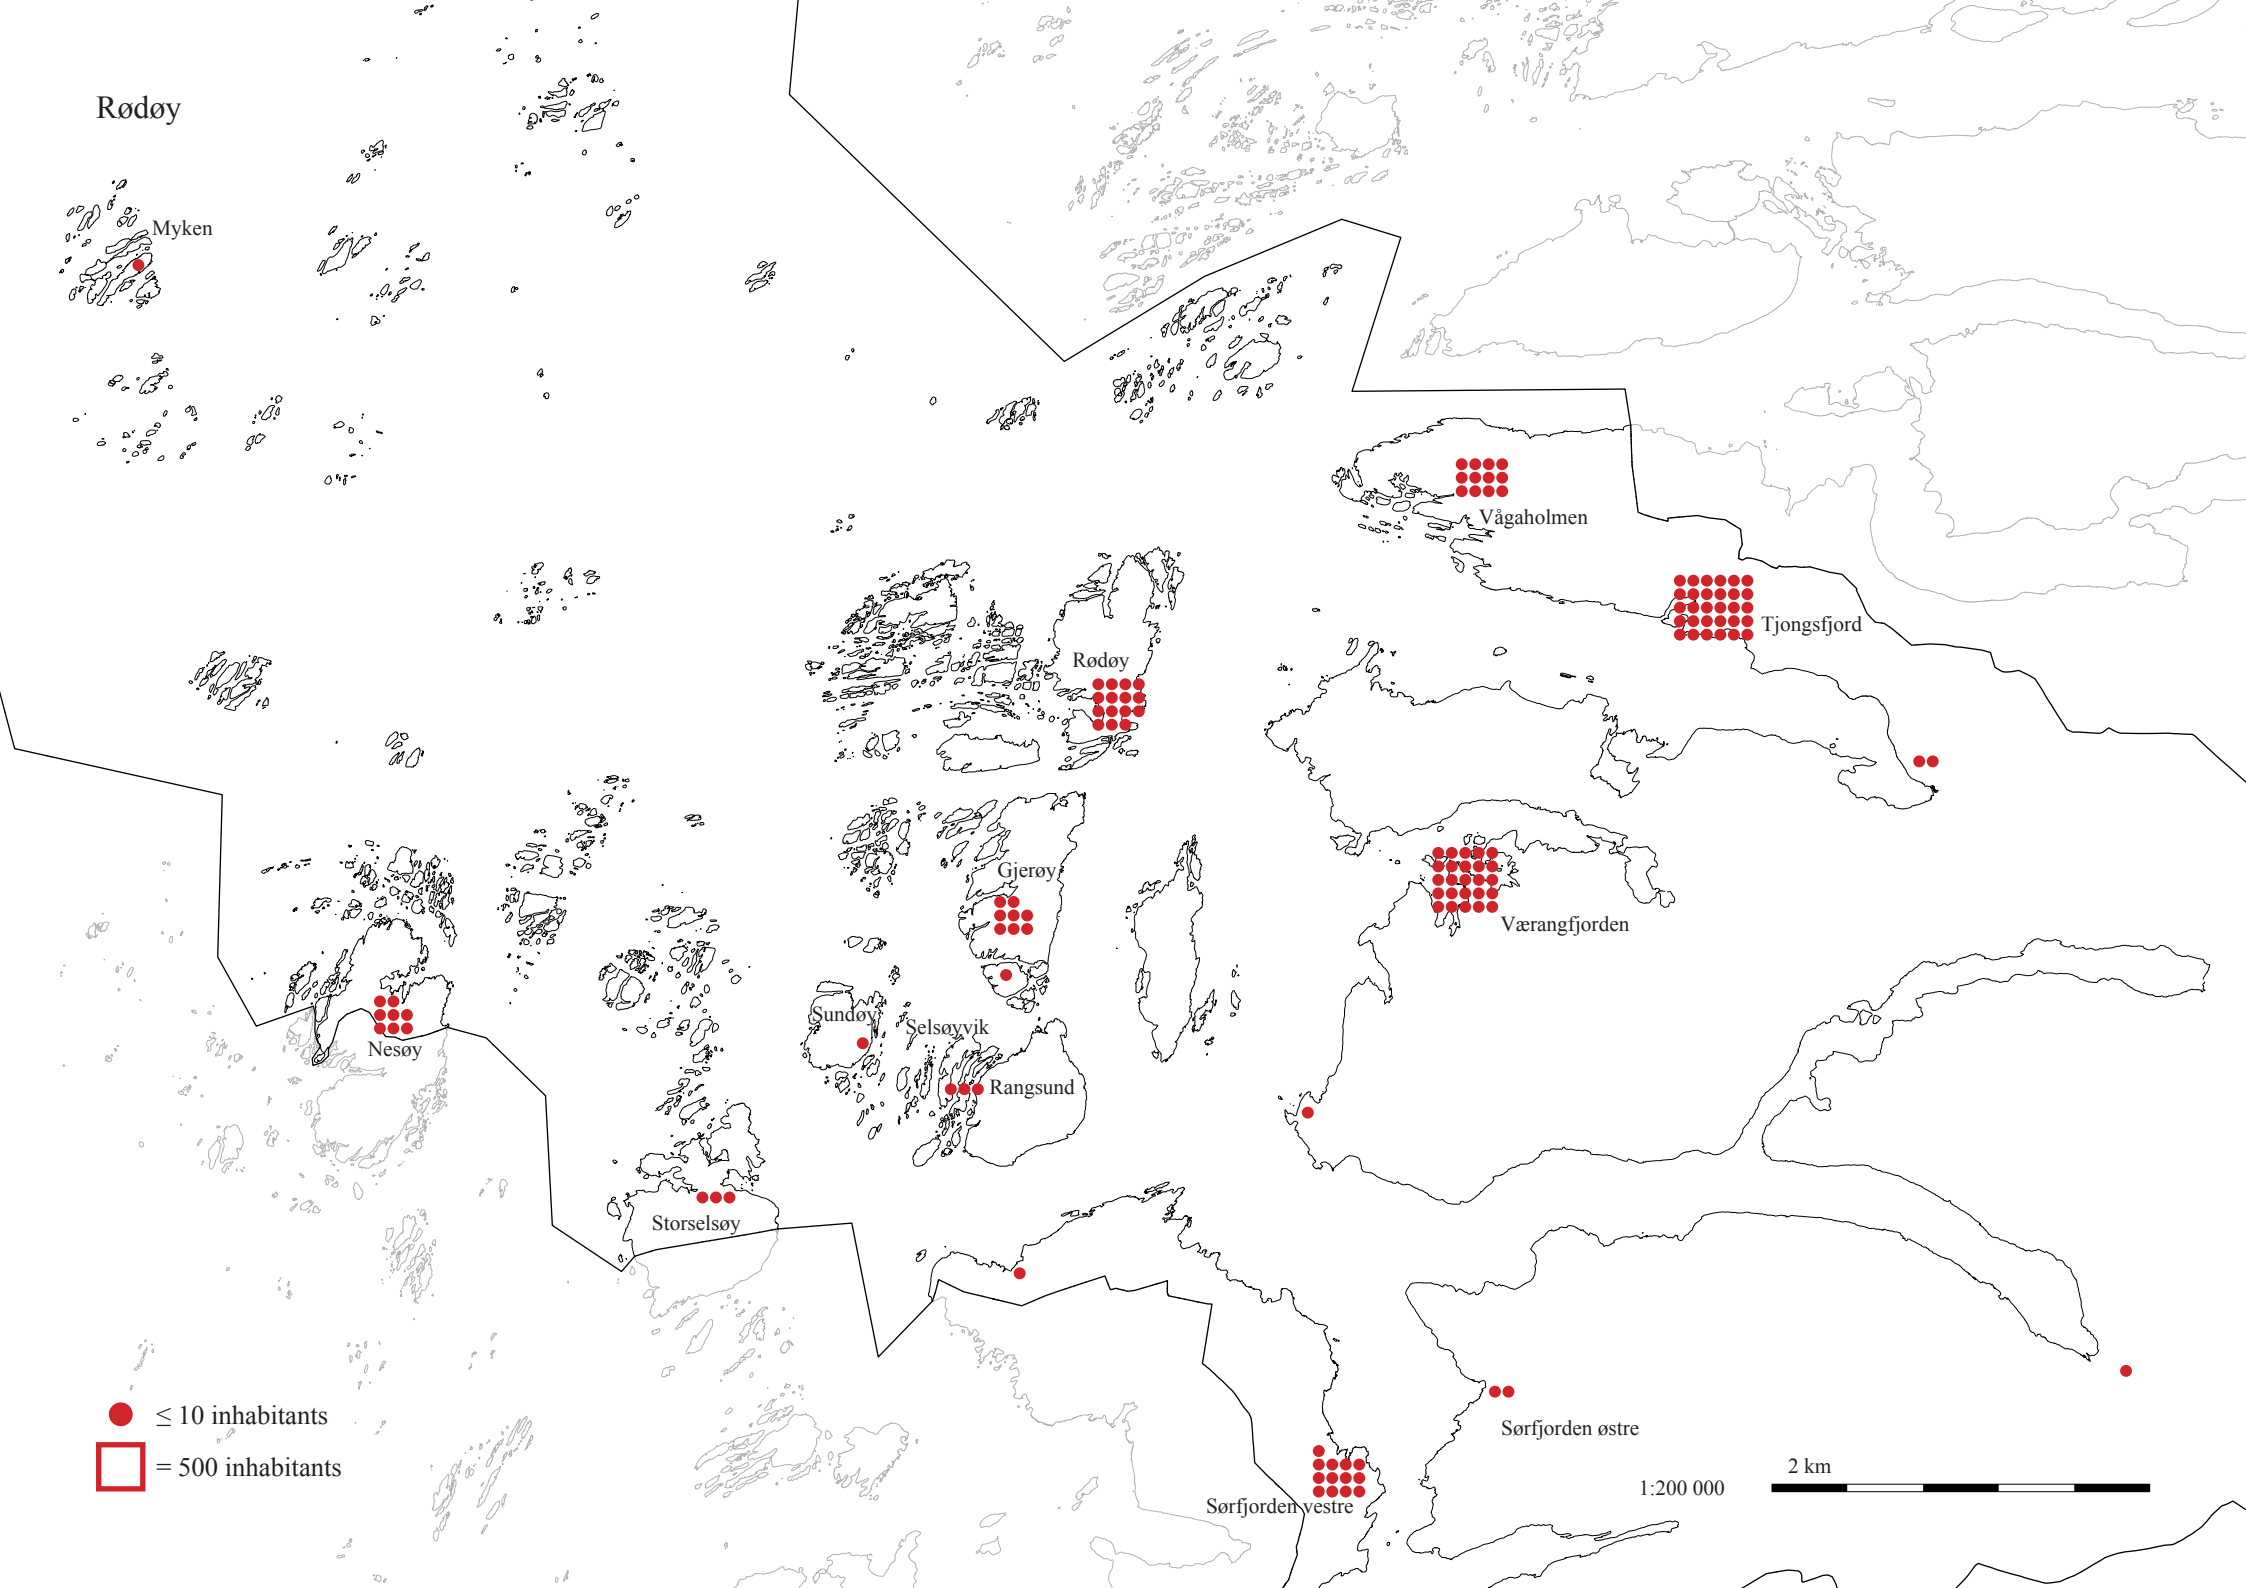 Rødøy
Myken
Vågaholmen
Tjongsfjord
Rødøy
Gjerøy
Værangfjorden
Sundøy
Selsøyvik
Nesøy
Rangsund
Storselsøy
≤ 10 inhabitants
Sørfjorden østre
= 500 inhabitants
2 km
1:200 000
Sørfjorden vestre